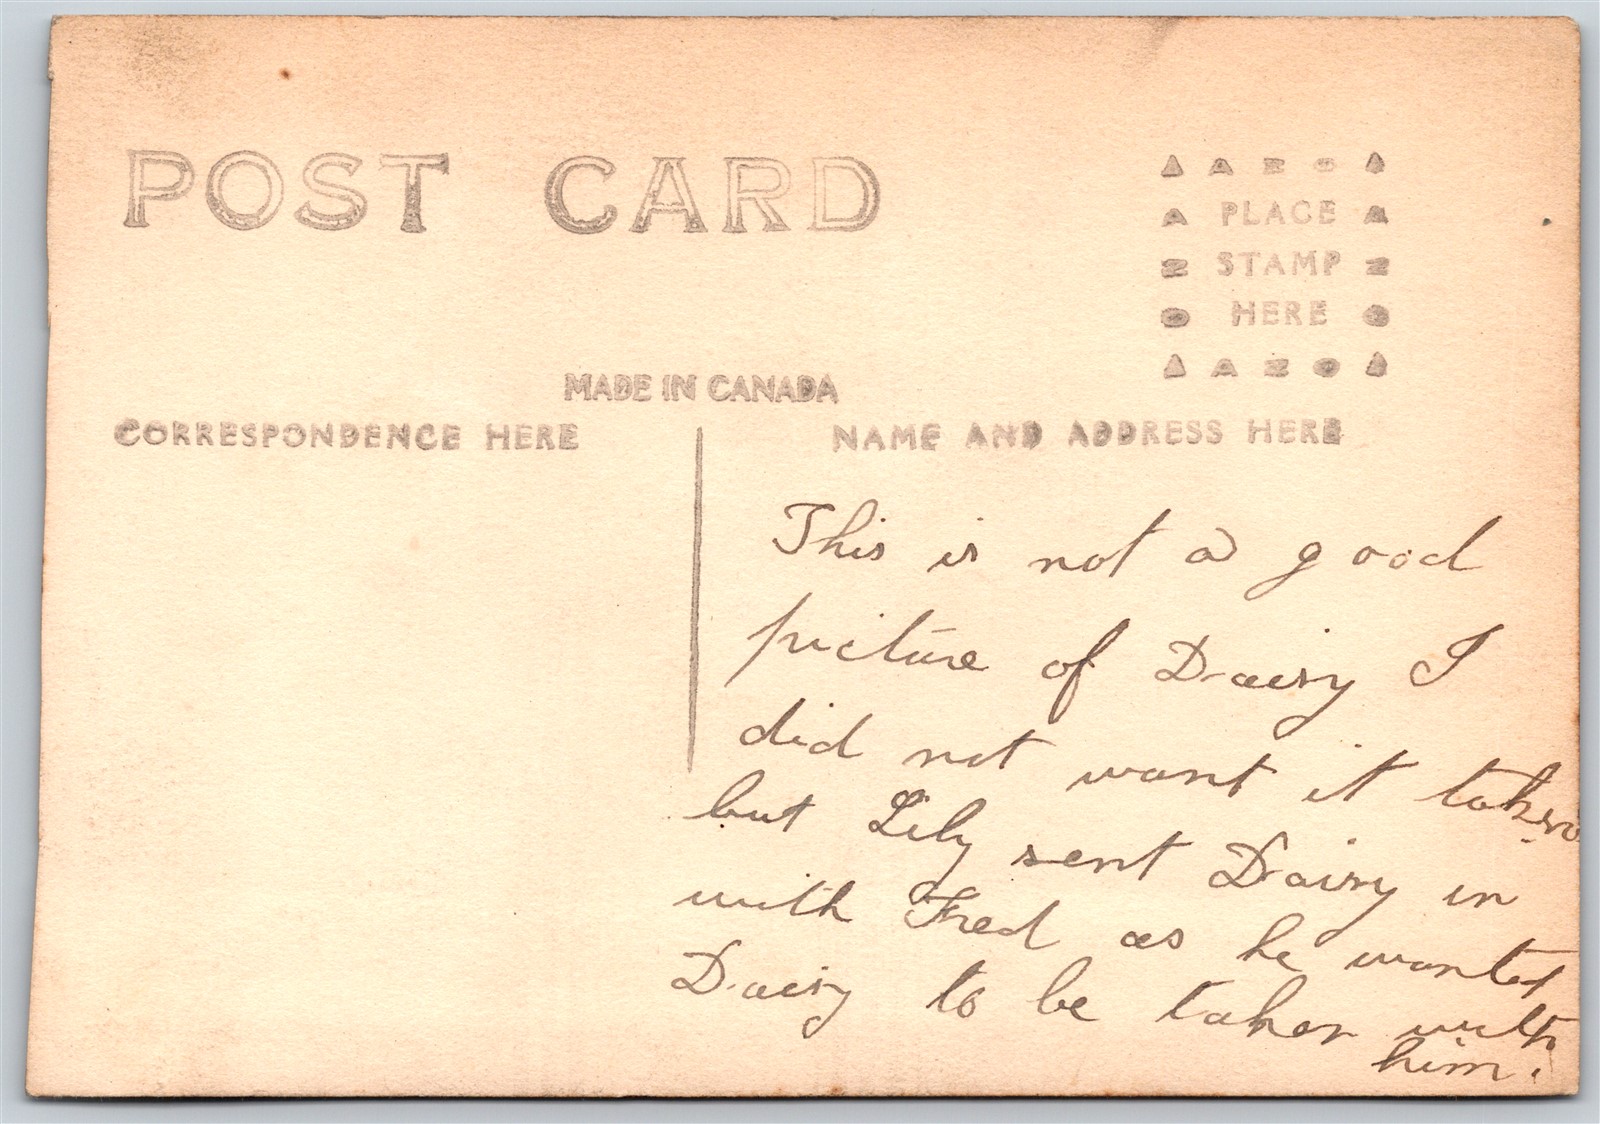 POST CARD
AZO
A PLACE A
Z STAMP Z
O HERE O
AZO
MADE IN CANADA
CORRESPONDENCE HERE
NAME AND ADDRESS HERE
This is not a good
picture of Daisy I
did not want it taken
but Lily sent Daisy in
with Fred as he wanted
Daisy to be taken with
him.